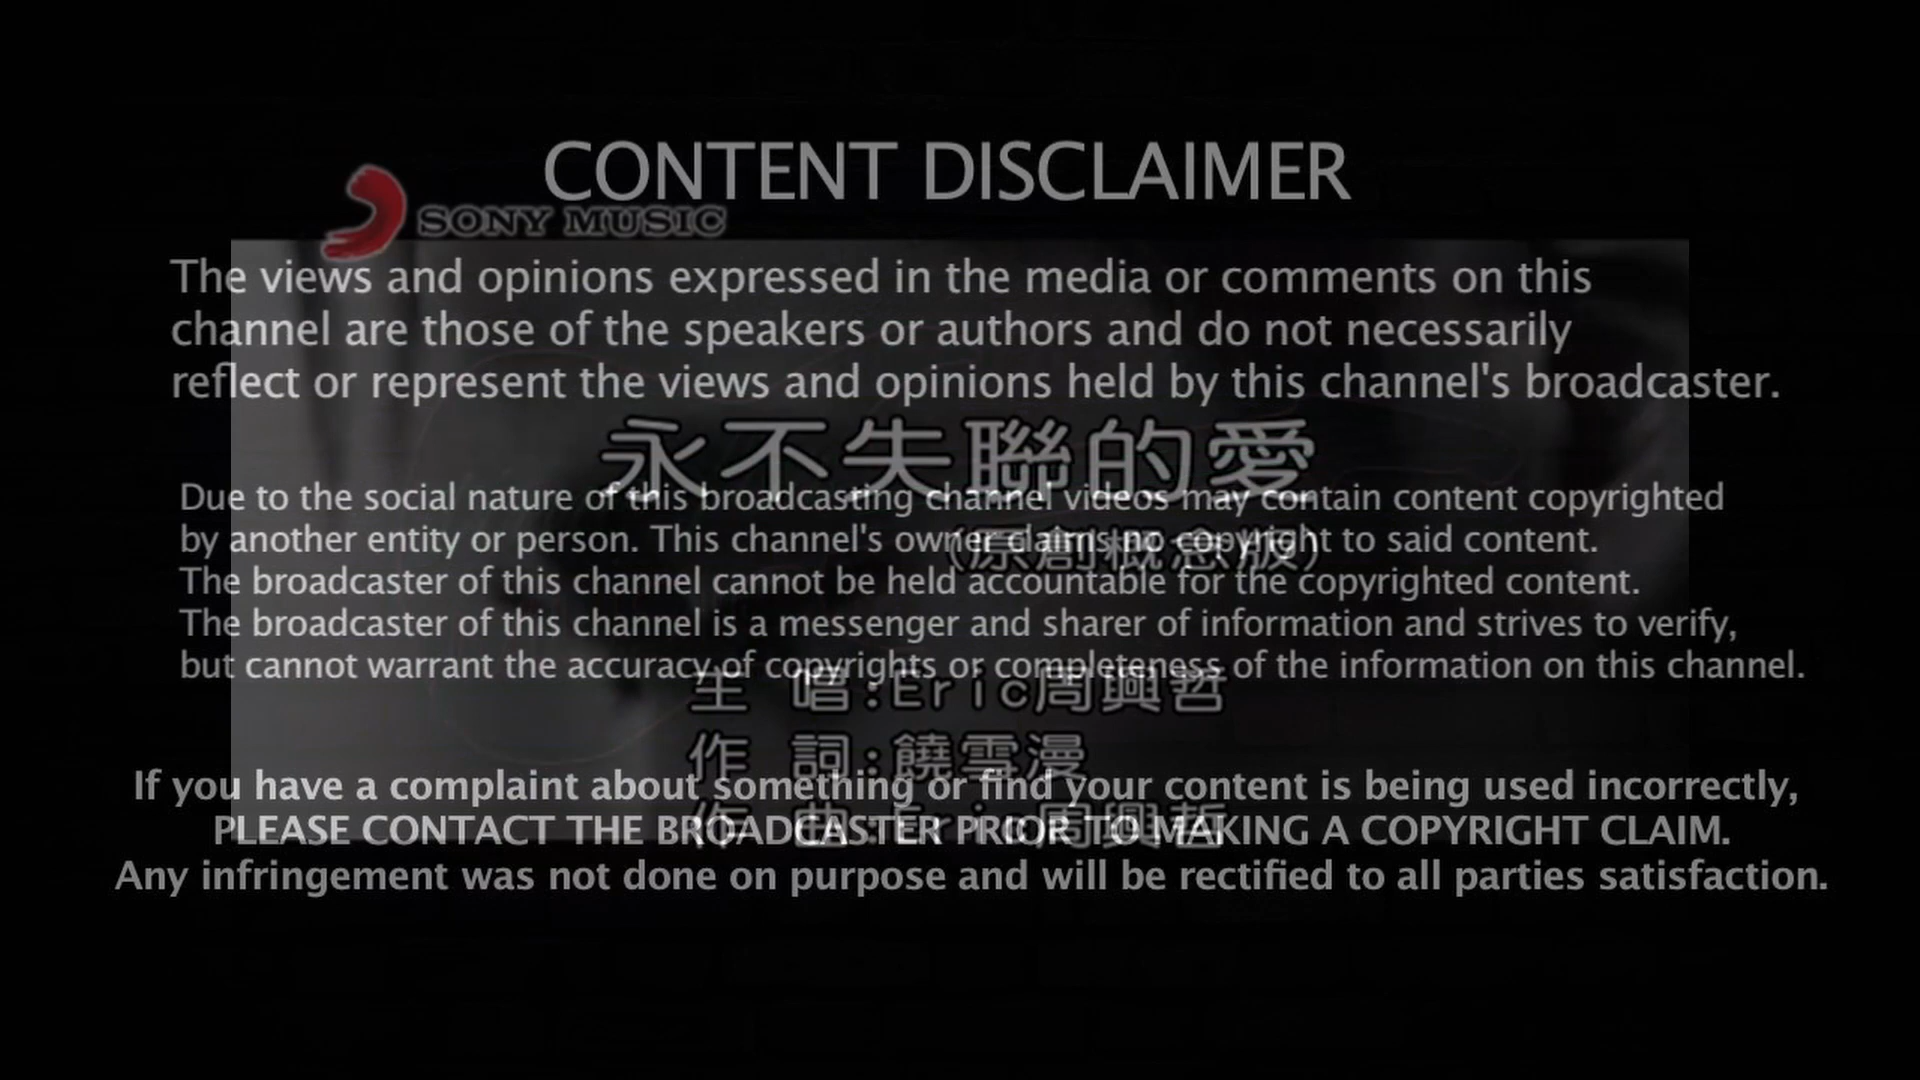 CONTENT DISCLAIMER
SONY MUSIC
The views and opinions expressed in the media or comments on this
channel are those of the speakers or authors and do not necessarily
reflect or represent the views and opinions held by this channel's broadcaster.
永不失聯的愛
Due to the social nature of this broadcasting channel videos may contain content copyrighted
by another entity or person. This channel's owner claims no copyright to said content.
(原創概念版)
The broadcaster of this channel cannot be held accountable for the copyrighted content.
The broadcaster of this channel is a messenger and sharer of information and strives to verify,
but cannot warrant the accuracy of copyrights or completeness of the information on this channel.
主 唱:Eric周興哲
作 詞:饒雪漫
If you have a complaint about something or find your content is being used incorrectly,
PLEASE CONTACT THE BROADCASTER PRIOR TO MAKING A COPYRIGHT CLAIM.
作 曲:Eric周興哲
Any infringement was not done on purpose and will be rectified to all parties satisfaction.